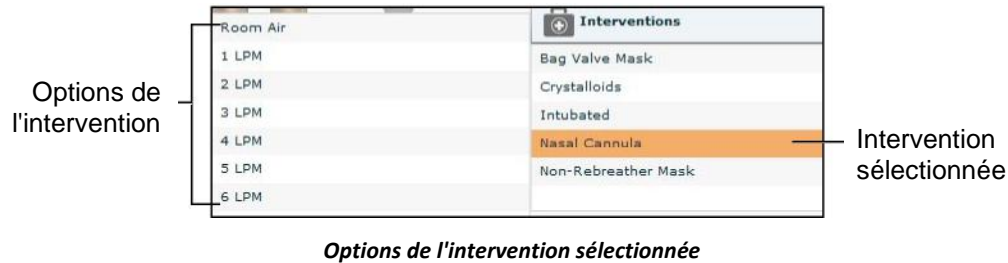 Options de
l'intervention
Room Air
1 LPM
2 LPM
3 LPM
4 LPM
5 LPM
6 LPM
Interventions
Bag Valve Mask
Crystalloids
Intubated
Nasal Cannula
Non-Rebreather Mask
Intervention
sélectionnée
Options de l'intervention sélectionnée